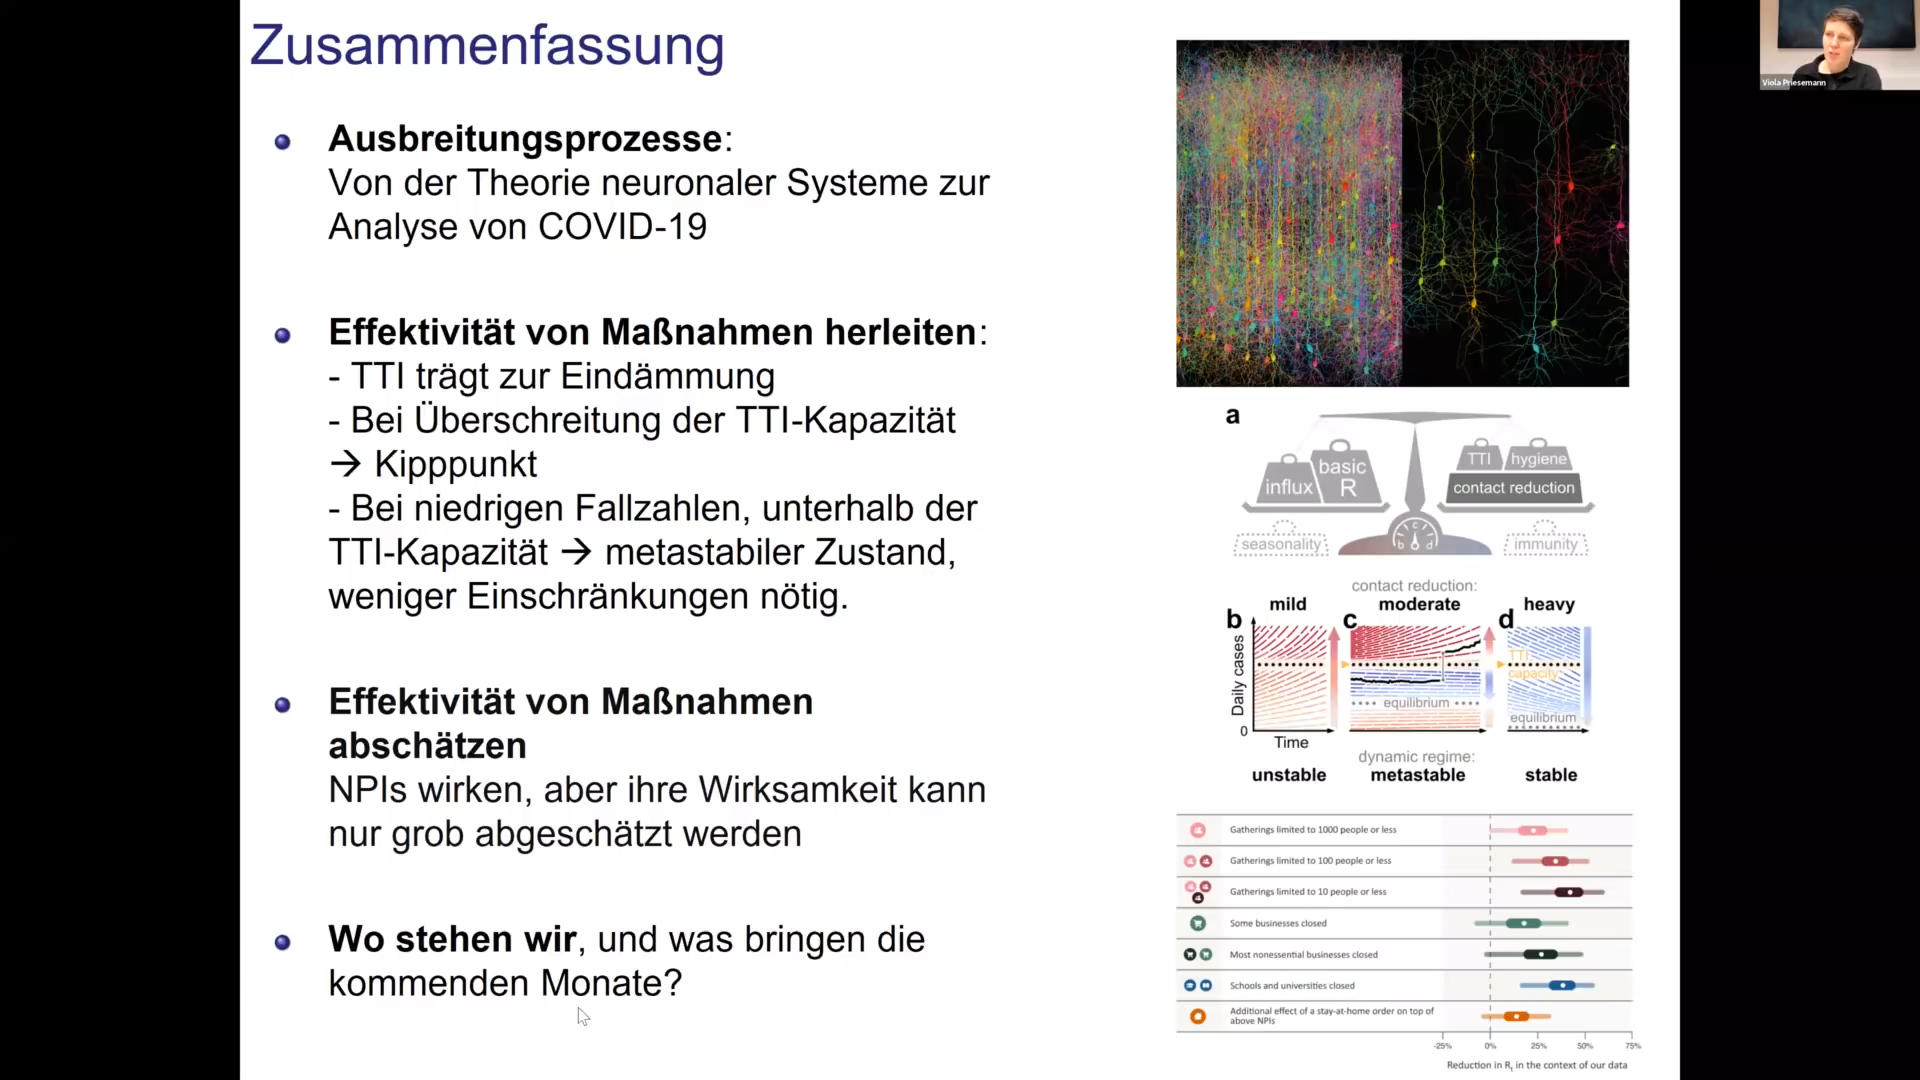 Zusammenfassung
Ausbreitungsprozesse:
Von der Theorie neuronaler Systeme zur
Analyse von COVID-19
Effektivität von Maßnahmen herleiten:
- TTI trägt zur Eindämmung
- Bei Überschreitung der TTI-Kapazität
→ Kipppunkt
- Bei niedrigen Fallzahlen, unterhalb der
TTI-Kapazität → metastabiler Zustand,
weniger Einschränkungen nötig.
Effektivität von Maßnahmen
abschätzen
NPIs wirken, aber ihre Wirksamkeit kann
nur grob abgeschätzt werden
Wo stehen wir, und was bringen die
kommenden Monate?
Viola Priesemann
a
influx
basic
R
TTI
hygiene
contact reduction
seasonality
c
b d
immunity
contact reduction:
mild moderate heavy
b c d
Daily cases
TTI
capacity
equilibrium
equilibrium
0
Time
dynamic regime:
unstable metastable stable
Gatherings limited to 1000 people or less
Gatherings limited to 100 people or less
Gatherings limited to 10 people or less
Some businesses closed
Most nonessential businesses closed
Schools and universities closed
Additional effect of a stay-at-home order on top of
above NPIs
-25% 0% 25% 50% 75%
Reduction in Rt in the context of our data